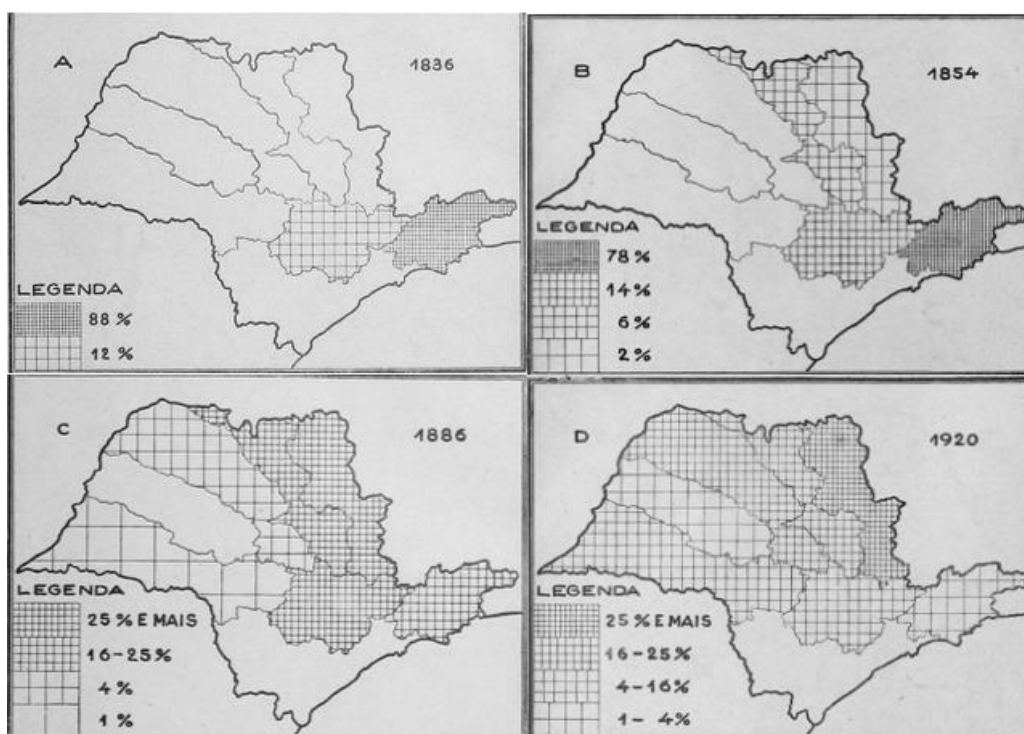 A
1836
LEGENDA
88 %
12 %
B
1854
LEGENDA
78 %
14 %
6 %
2 %
C
1886
LEGENDA
25 % E MAIS
16-25 %
4 %
1 %
D
1920
LEGENDA
25 % E MAIS
16-25 %
4-16 %
1- 4 %